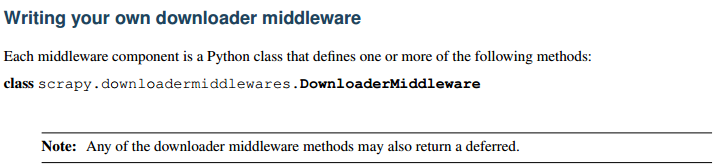 Writing your own downloader middleware
Each middleware component is a Python class that defines one or more of the following methods:
class scrapy.downloadermiddlewares.DownloaderMiddleware
Note: Any of the downloader middleware methods may also return a deferred.